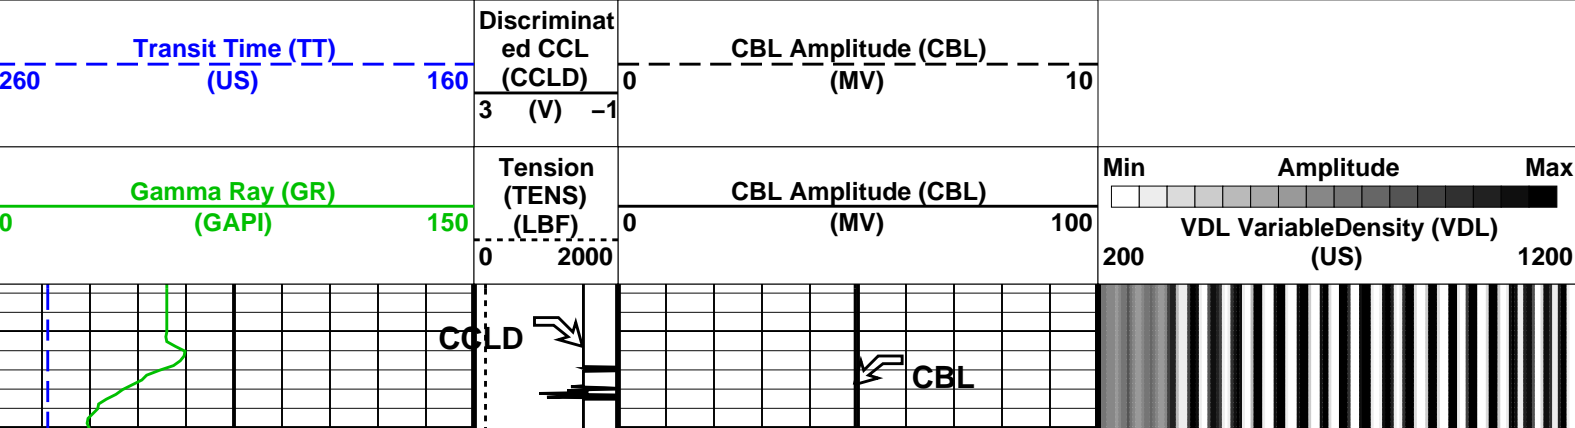 Transit Time (TT)
260 (US) 160
Discriminat
ed CCL
(CCLD)
3 (V) −1
CBL Amplitude (CBL)
0 (MV) 10
Gamma Ray (GR)
0 (GAPI) 150
Tension
(TENS)
(LBF)
0 2000
CBL Amplitude (CBL)
0 (MV) 100
Min Amplitude Max
VDL VariableDensity (VDL)
200 (US) 1200
CCLD
CBL